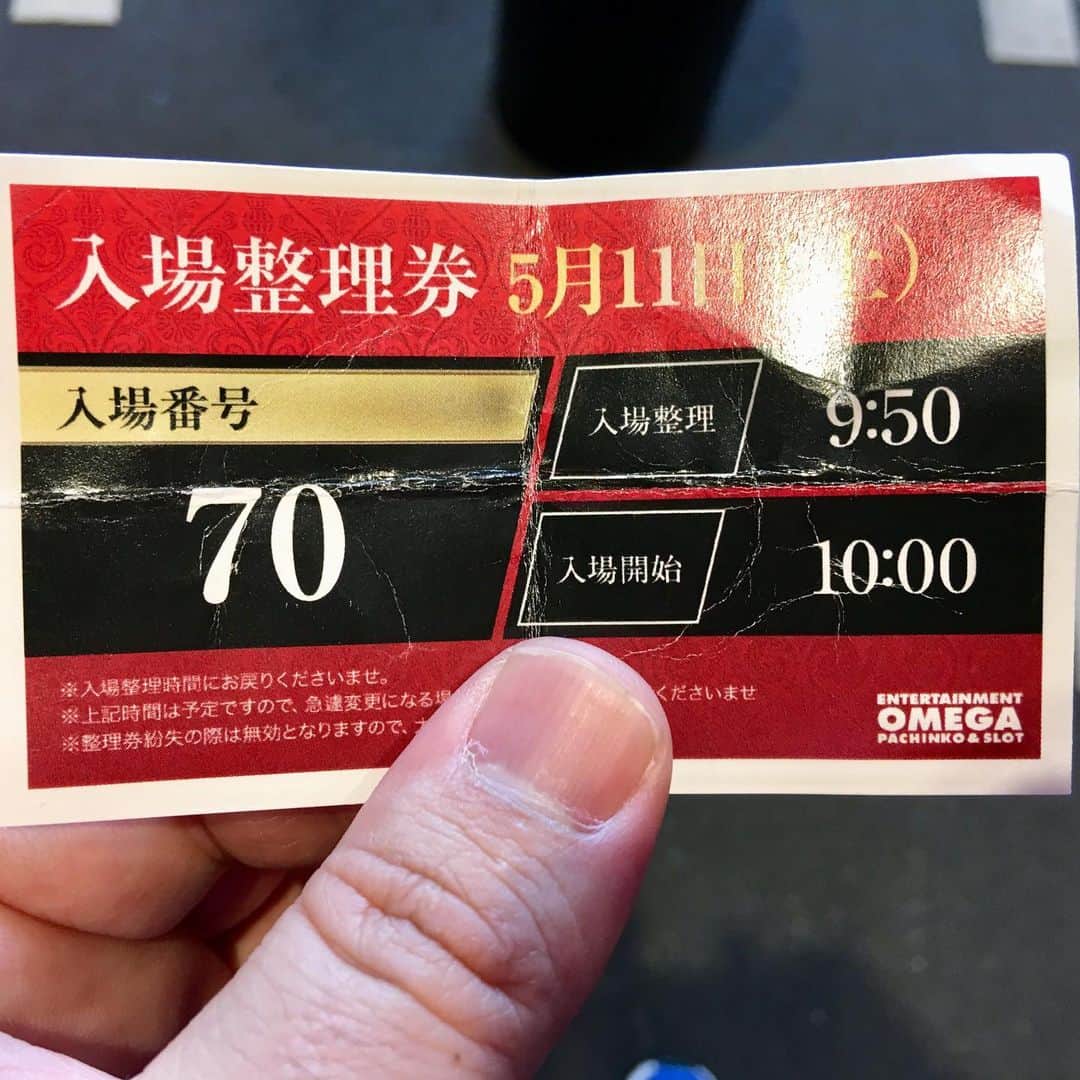 入場整理券 5月11日(土)
入場番号
70
入場整理 9:50
入場開始 10:00
※入場整理時間にお戻りくださいませ。
※上記時間は予定ですので、急遽変更になる場 くださいませ
※整理券紛失の際は無効となりますので、
ENTERTAINMENT
OMEGA
PACHINKO & SLOT